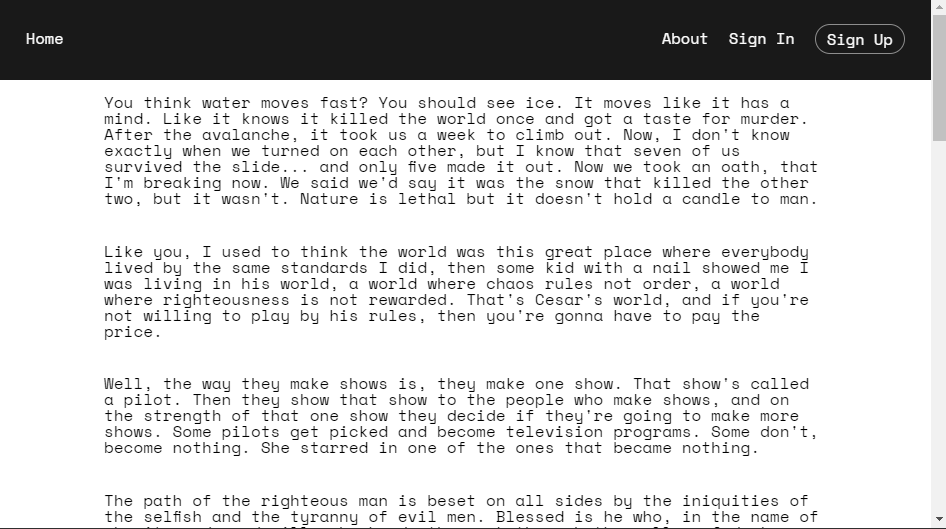 Home
About
Sign In
Sign Up
You think water moves fast? You should see ice. It moves like it has a
mind. Like it knows it killed the world once and got a taste for murder.
After the avalanche, it took us a week to climb out. Now, I don't know
exactly when we turned on each other, but I know that seven of us
survived the slide... and only five made it out. Now we took an oath, that
I'm breaking now. We said we'd say it was the snow that killed the other
two, but it wasn't. Nature is lethal but it doesn't hold a candle to man.
Like you, I used to think the world was this great place where everybody
lived by the same standards I did, then some kid with a nail showed me I
was living in his world, a world where chaos rules not order, a world
where righteousness is not rewarded. That's Cesar's world, and if you're
not willing to play by his rules, then you're gonna have to pay the
price.
Well, the way they make shows is, they make one show. That show's called
a pilot. Then they show that show to the people who make shows, and on
the strength of that one show they decide if they're going to make more
shows. Some pilots get picked and become television programs. Some don't,
become nothing. She starred in one of the ones that became nothing.
The path of the righteous man is beset on all sides by the iniquities of
the selfish and the tyranny of evil men. Blessed is he who, in the name of